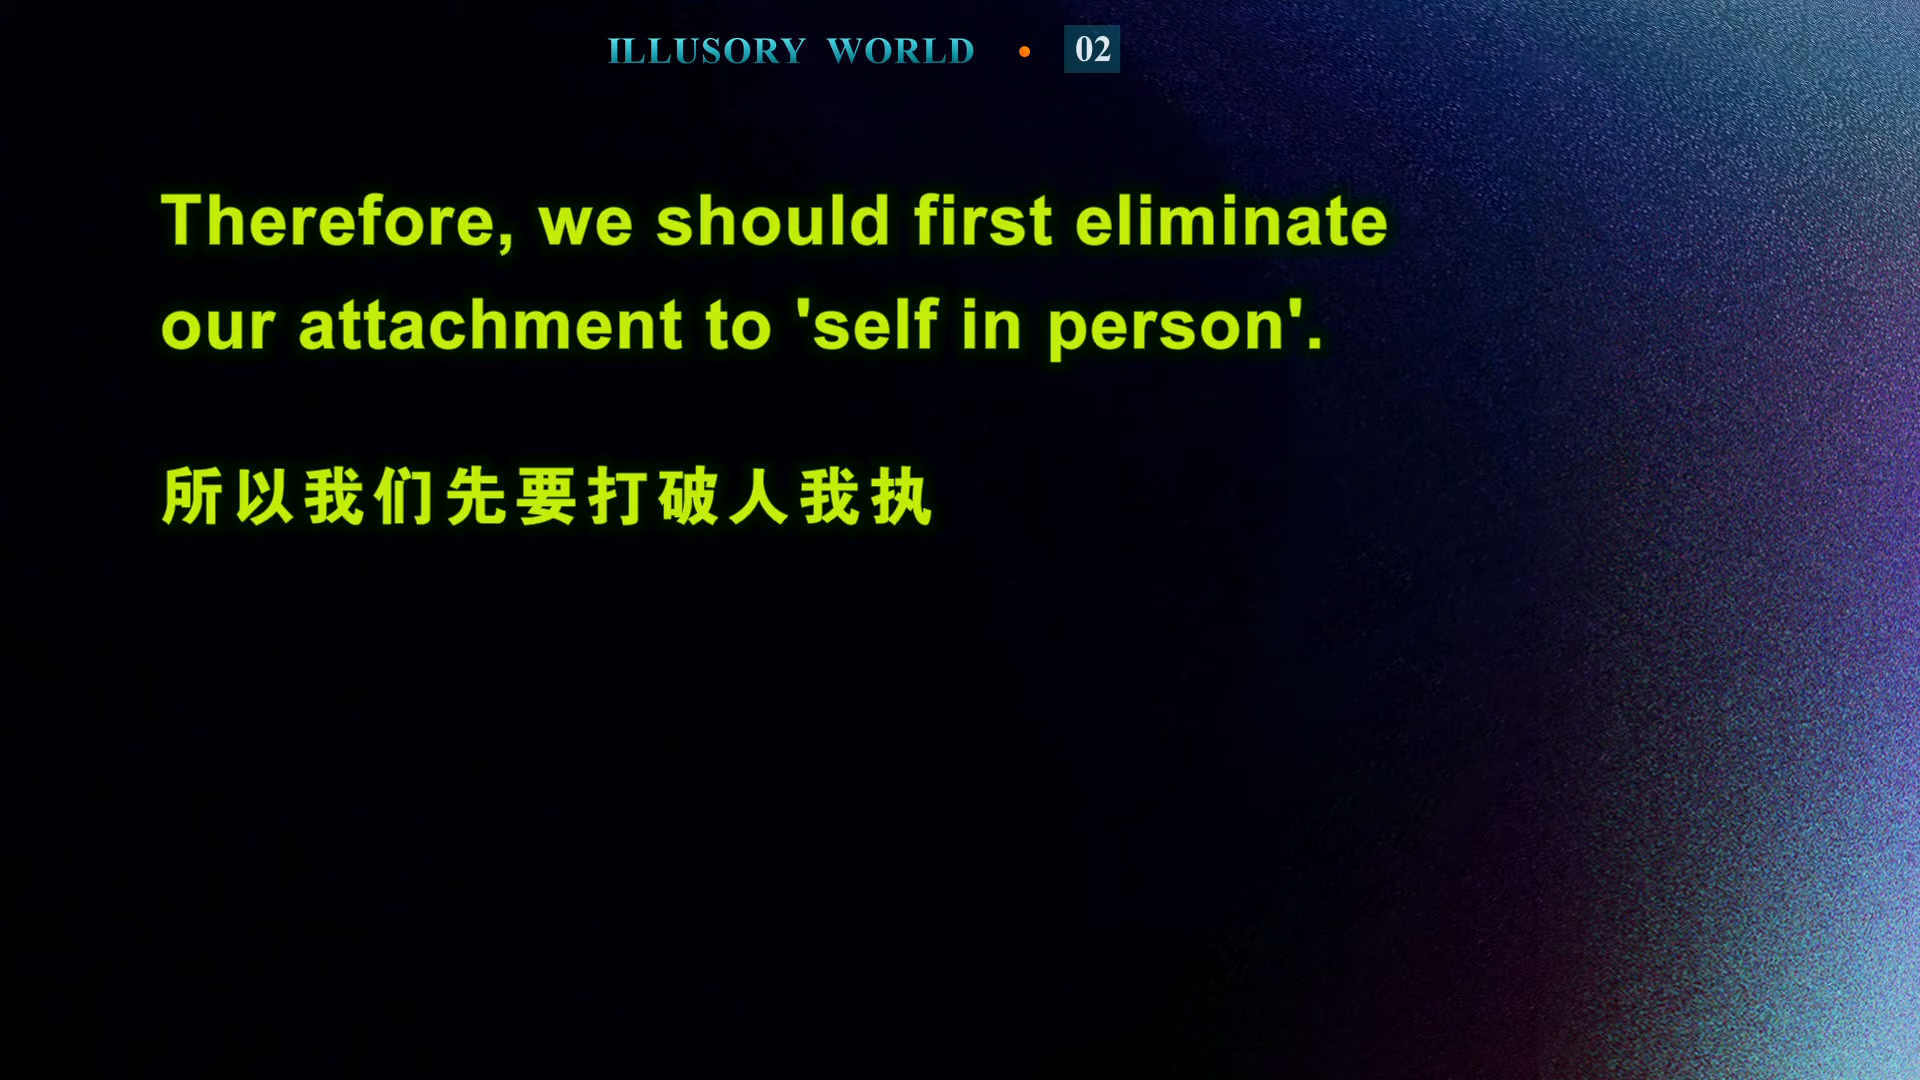 ILLUSORY WORLD • 02
Therefore, we should first eliminate
our attachment to 'self in person'.
所以我们先要打破人我执